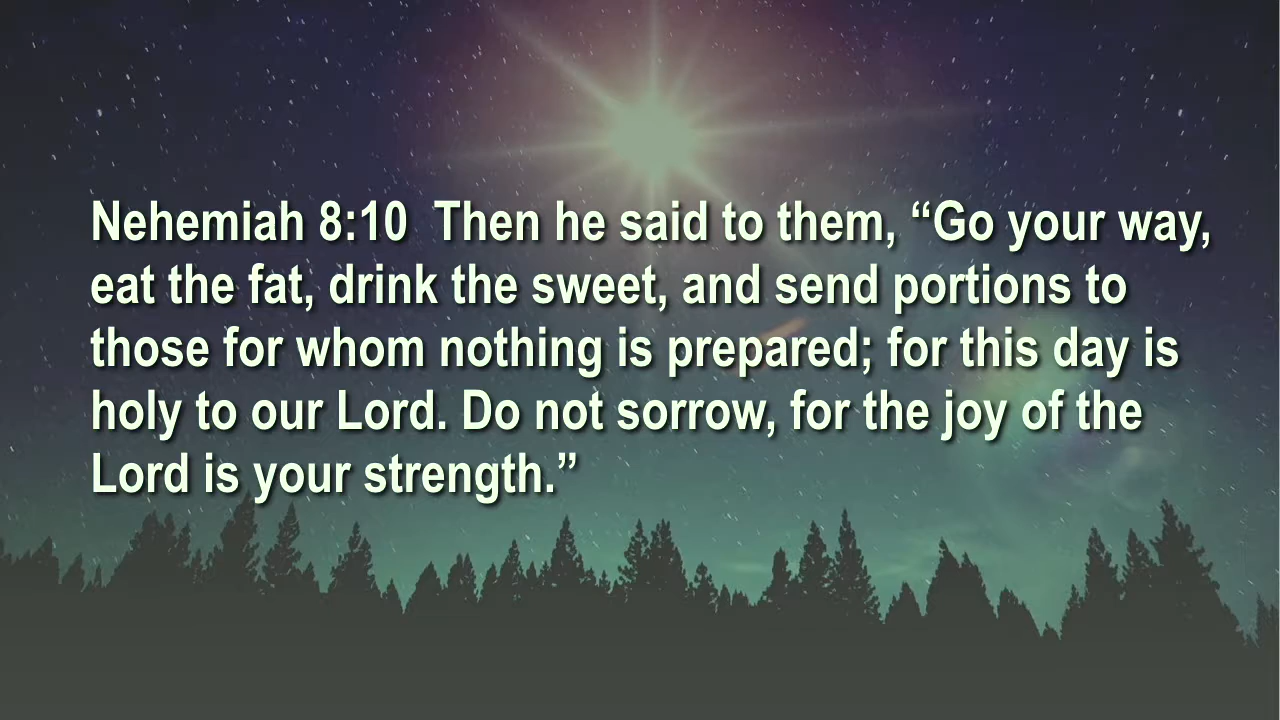 Nehemiah 8:10  Then he said to them, “Go your way,
eat the fat, drink the sweet, and send portions to
those for whom nothing is prepared; for this day is
holy to our Lord. Do not sorrow, for the joy of the
Lord is your strength.”